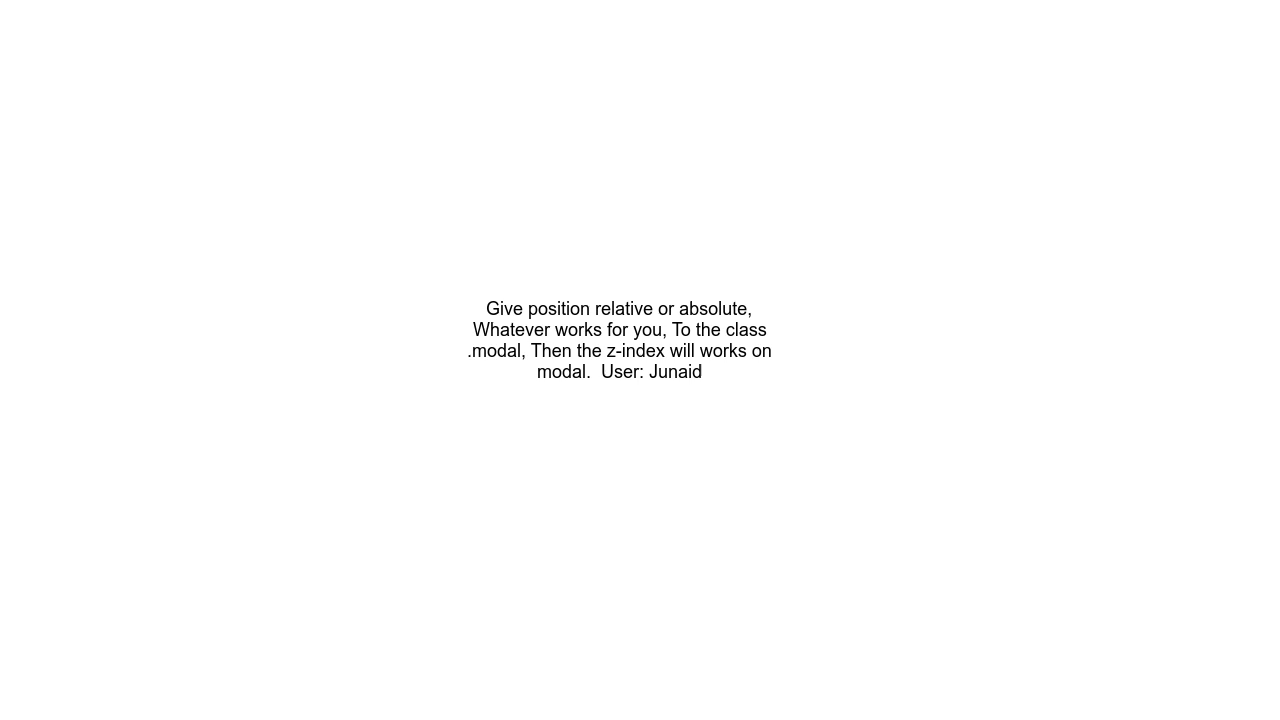 Give position relative or absolute,
Whatever works for you, To the class
.modal, Then the z-index will works on
modal.  User: Junaid